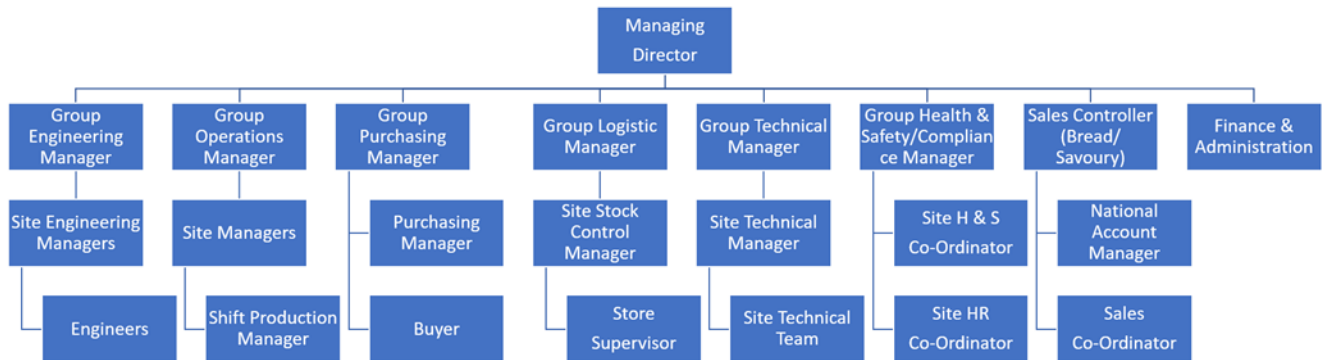 Managing
Director
Group
Engineering
Manager
Group
Operations
Manager
Group
Purchasing
Manager
Group Logistic
Manager
Group Technical
Manager
Group Health &
Safety/Complian
ce Manager
Sales Controller
(Bread/
Savoury)
Finance &
Administration
Site Engineering
Managers
Site Managers
Purchasing
Manager
Site Stock
Control
Manager
Site Technical
Manager
Site H & S
Co-Ordinator
National
Account
Manager
Engineers
Shift Production
Manager
Buyer
Store
Supervisor
Site Technical
Team
Site HR
Co-Ordinator
Sales
Co-Ordinator